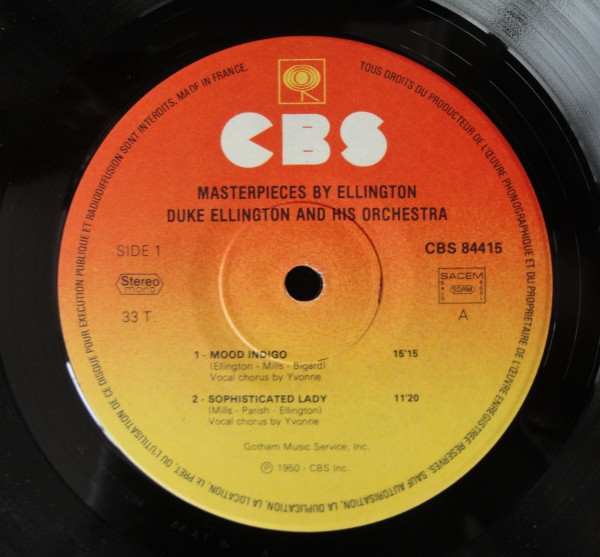 TOUS DROITS DU PRODUCTEUR DE L'ŒUVRE PHONOGRAPHIQUE ET DU PROPRIETAIRE DE L'ŒUVRE ENREGISTREE RESERVES. SAUF AUTORISATION, LA DUPLICATION, LA LOCATION, LE PRET, OU L'UTILISATION DE CE DISQUE POUR EXECUTION PUBLIQUE ET RADIODIFFUSION SONT INTERDITS. MADE IN FRANCE.
CBS
MASTERPIECES BY ELLINGTON
DUKE ELLINGTON AND HIS ORCHESTRA
SIDE 1
CBS 84415
Stereo
mono
SACEM
SDRM
33 T.
A
1 - MOOD INDIGO 15'15
(Ellington - Mills - Bigard)
Vocal chorus by Yvonne
2 - SOPHISTICATED LADY 11'20
(Mills - Parish - Ellington)
Vocal chorus by Yvonne
Gotham Music Service, Inc.
℗ 1950 - CBS Inc.